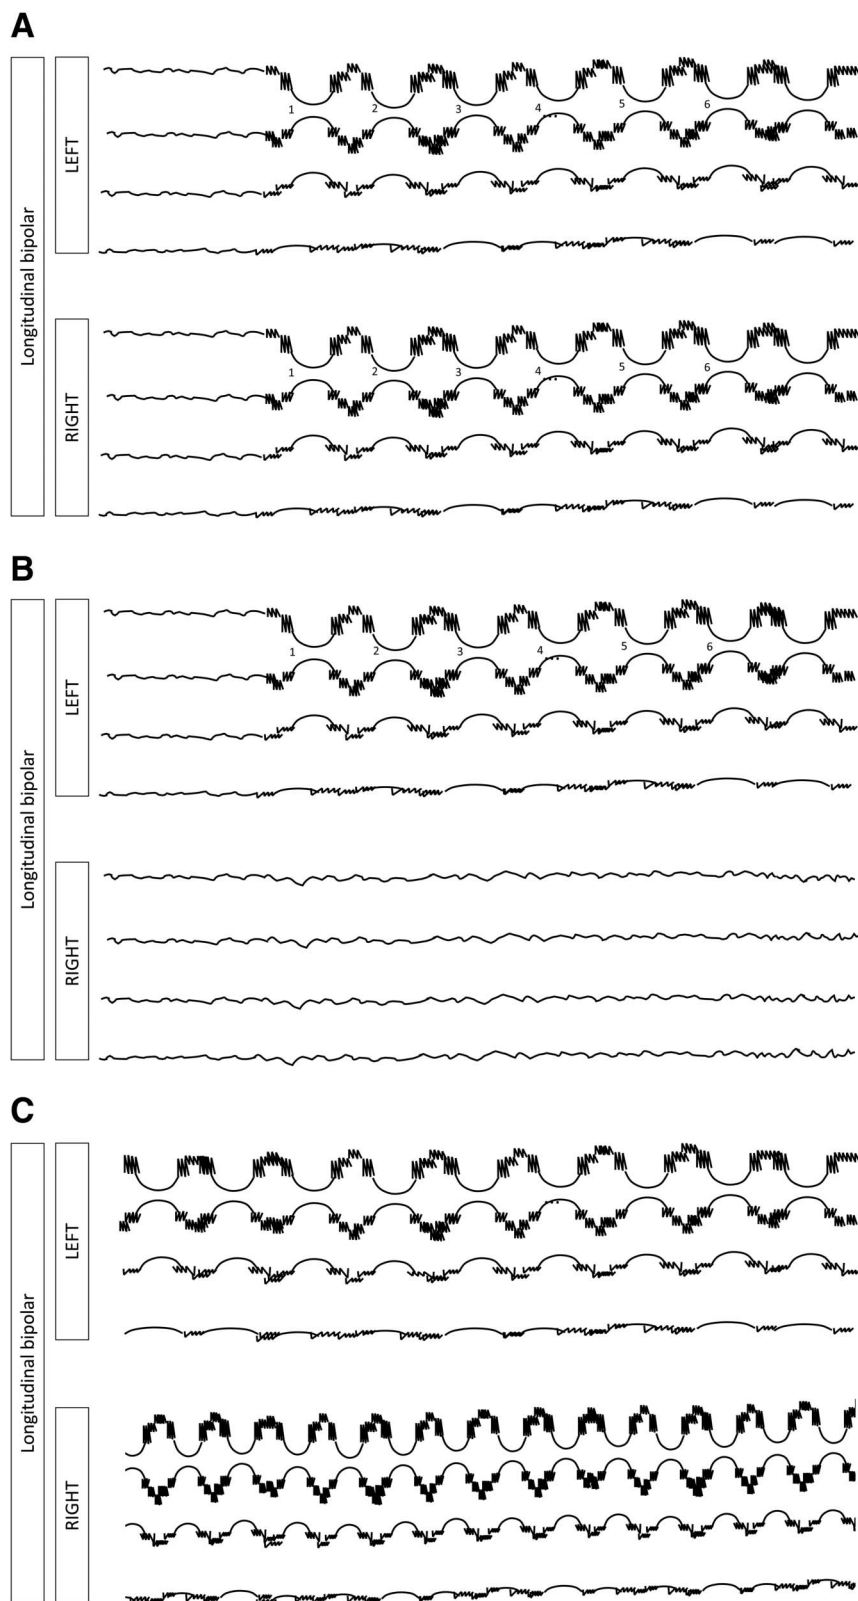 A
Longitudinal bipolar
LEFT
1 2 3 4 5 6
RIGHT
1 2 3 4 5 6
B
Longitudinal bipolar
LEFT
1 2 3 4 5 6
RIGHT
C
Longitudinal bipolar
LEFT
RIGHT